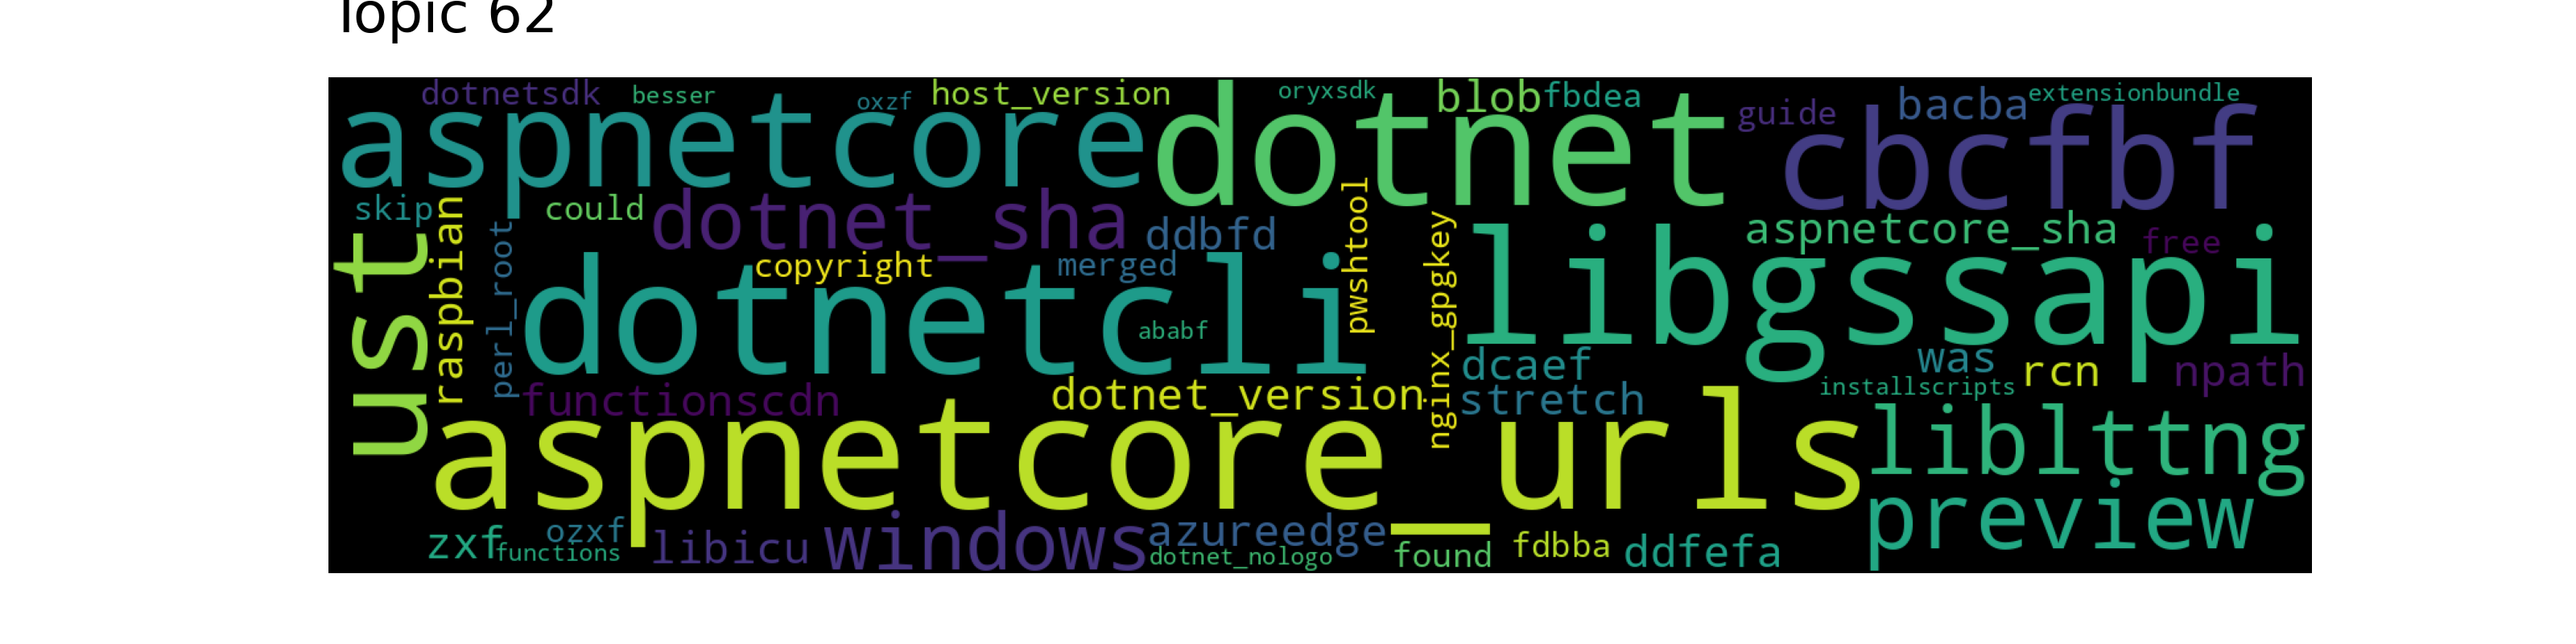 Topic 62
dotnetsdk besser oxzf host_version oryxsdk blob fbdea guide bacba extensionbundle
aspnetcore dotnet cbcfbf
skip could dotnet_sha ddbfd pwshtool aspnetcore_sha free
ust raspbian perl_root copyright merged nginx_gpgkey
dotnetcli ababf libgssapi
dcaef was rcn npath
functionscdn dotnet_version stretch installscripts
aspnetcore_urls liblttng
preview
zxf ozxf functions libicu windows azureedge dotnet_nologo found fdbba ddfefa